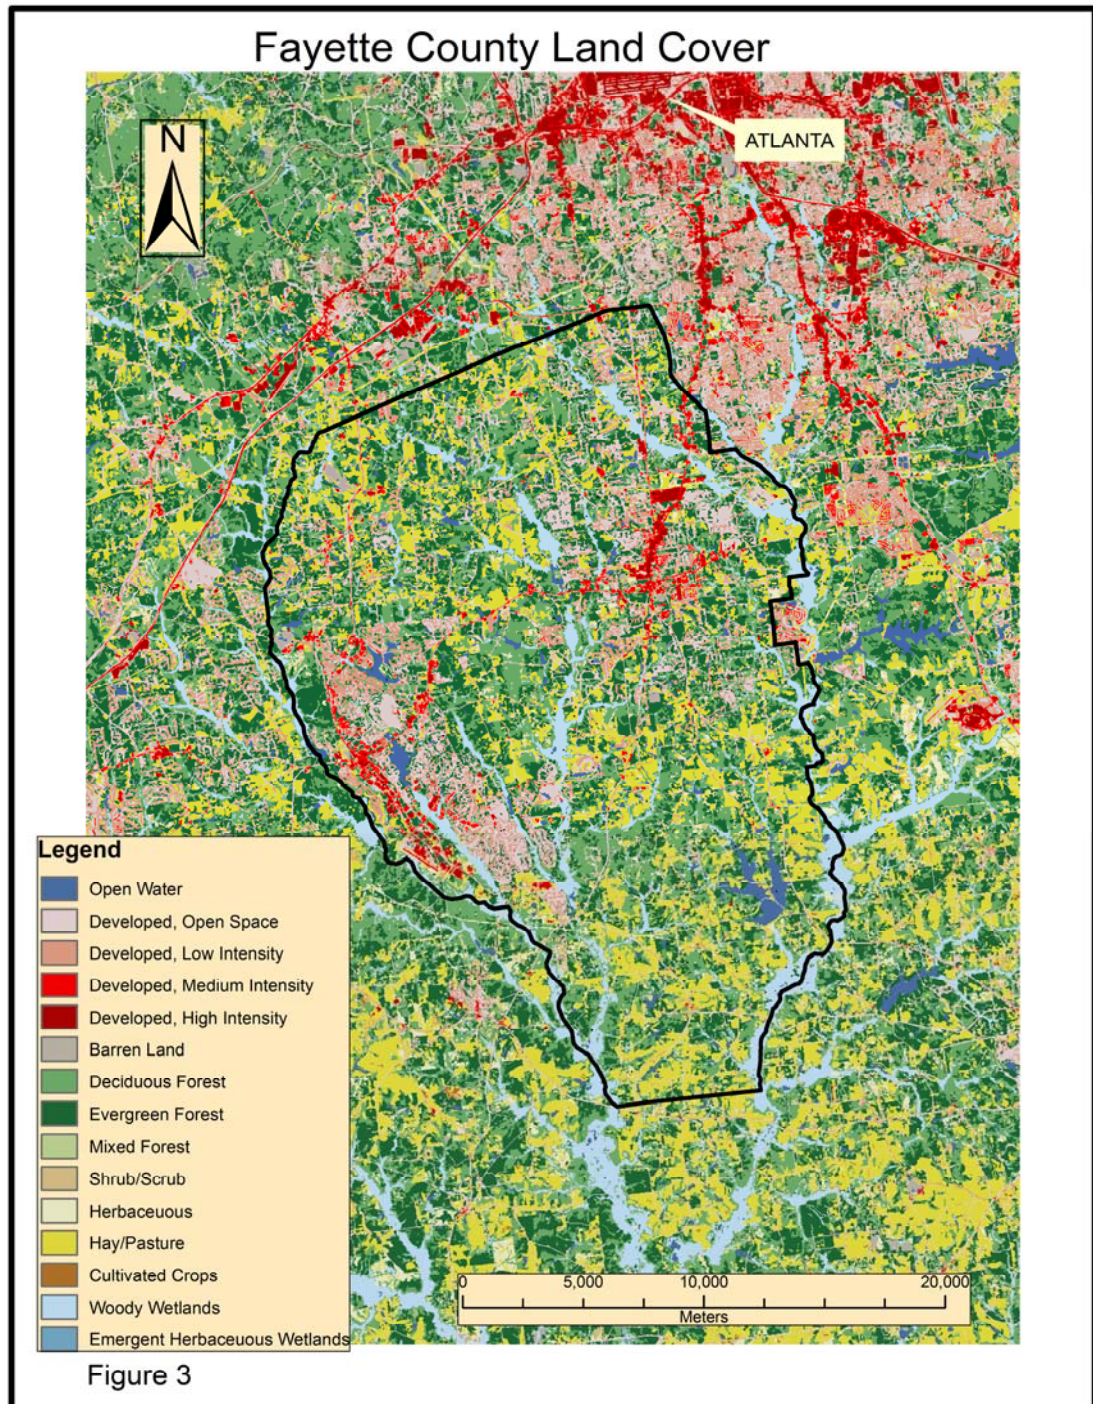 Fayette County Land Cover
N
ATLANTA
Legend
Open Water
Developed, Open Space
Developed, Low Intensity
Developed, Medium Intensity
Developed, High Intensity
Barren Land
Deciduous Forest
Evergreen Forest
Mixed Forest
Shrub/Scrub
Herbaceuous
Hay/Pasture
Cultivated Crops
Woody Wetlands
Emergent Herbaceuous Wetlands
0 5,000 10,000 20,000
Meters
Figure 3